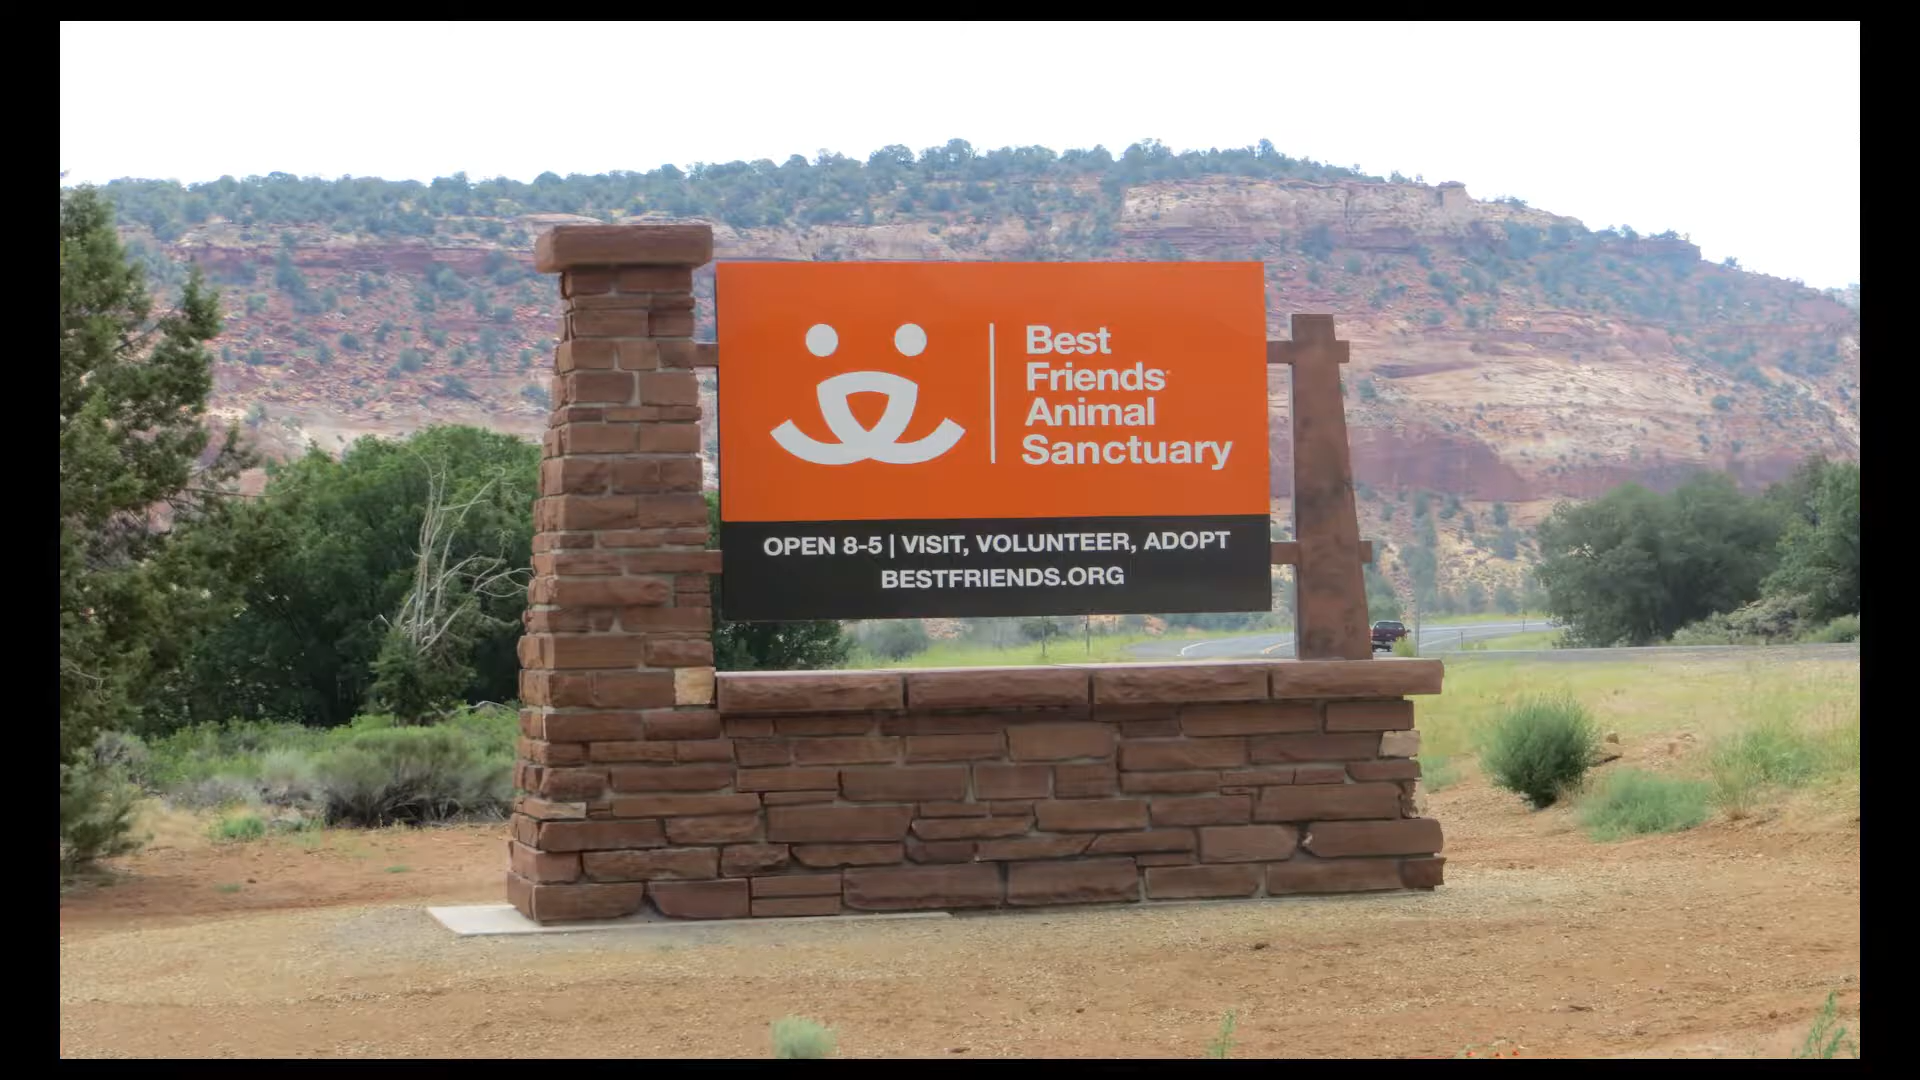 Best
Friends
Animal
Sanctuary
OPEN 8-5 | VISIT, VOLUNTEER, ADOPT
BESTFRIENDS.ORG